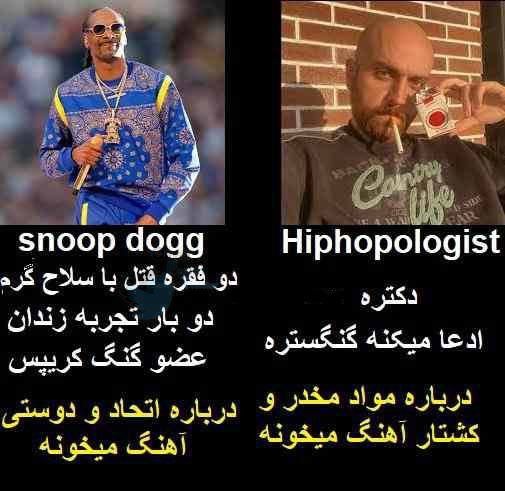 snoop dogg
دو فقره قتل با سلاح گرم
دو بار تجربه زندان
عضو گنگ کریپس
درباره اتحاد و دوستی
آهنگ میخونه
Country
life
Hiphopologist
دکتره
ادعا میکنه گنگستره
درباره مواد مخدر و
کشتار آهنگ میخونه